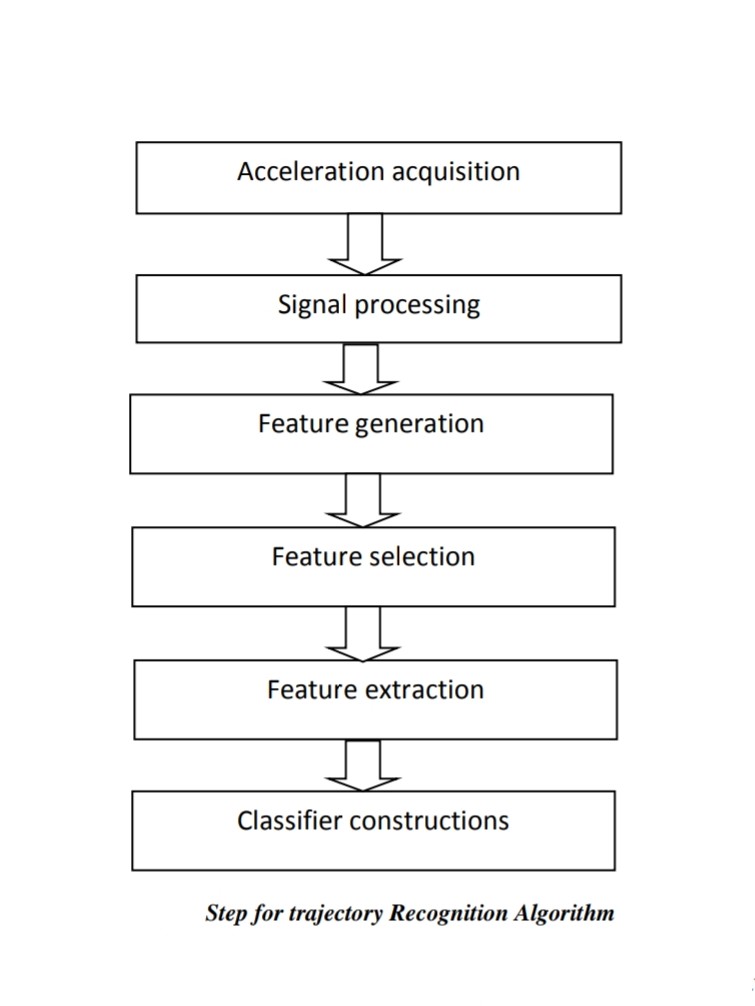 Acceleration acquisition
Signal processing
Feature generation
Feature selection
Feature extraction
Classifier constructions
Step for trajectory Recognition Algorithm